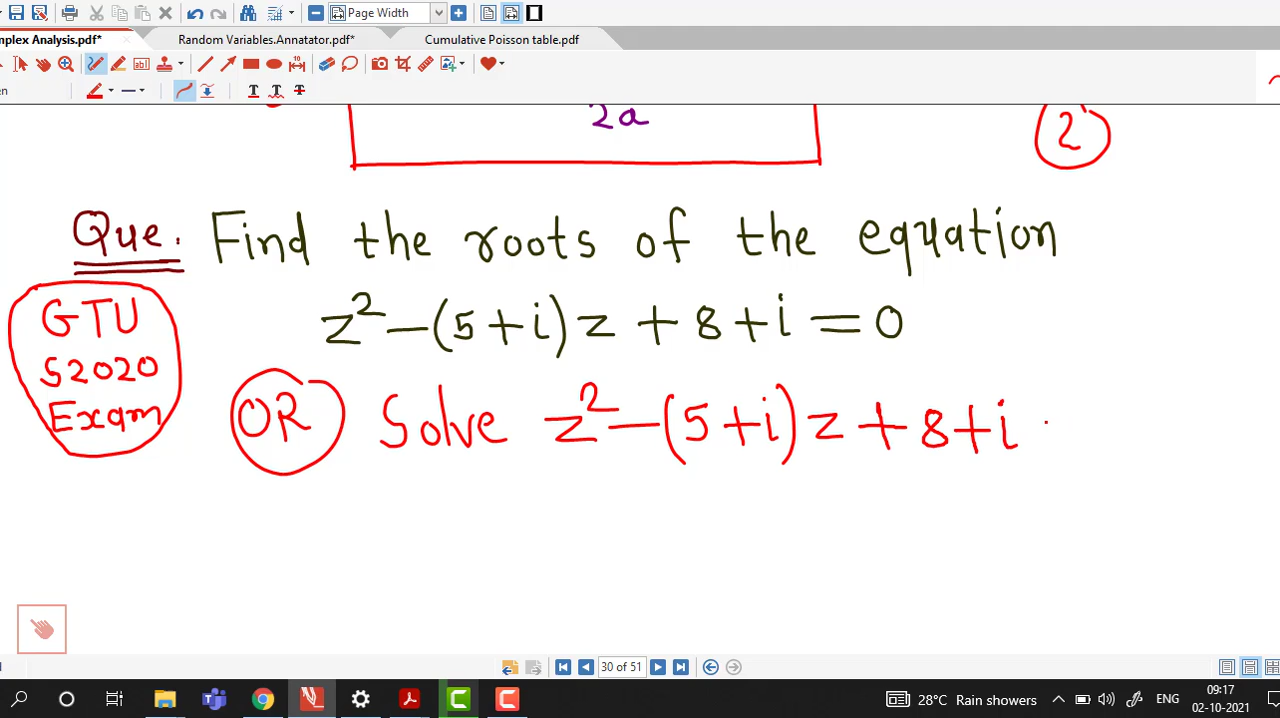 Page Width
mplex Analysis.pdf*
Random Variables.Annatator.pdf*
Cumulative Poisson table.pdf
en
2a
2
Que. Find the roots of the equation
z² - (5+i) z + 8+i = 0
GTU
S2020
Exam
OR Solve z² - (5+i) z + 8+i
30 of 51
28°C Rain showers
ENG
09:17
02-10-2021